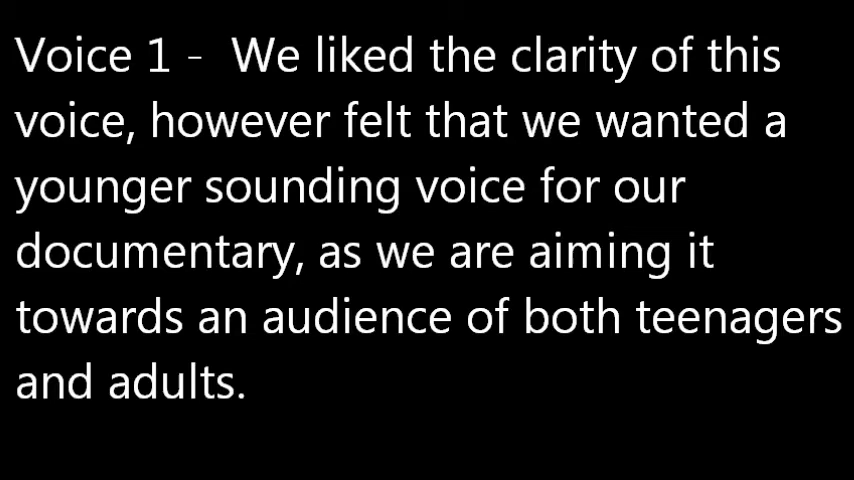 Voice 1 -  We liked the clarity of this
voice, however felt that we wanted a
younger sounding voice for our
documentary, as we are aiming it
towards an audience of both teenagers
and adults.